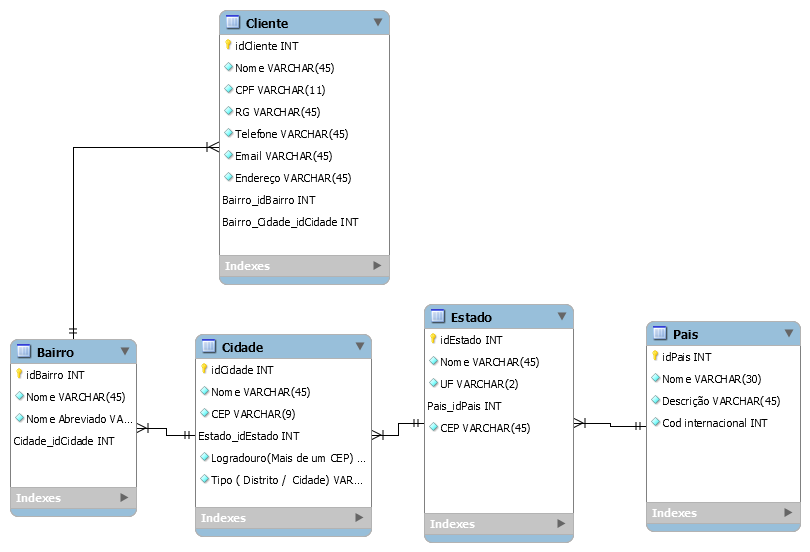 Cliente
idCliente INT
Nome VARCHAR(45)
CPF VARCHAR(11)
RG VARCHAR(45)
Telefone VARCHAR(45)
Email VARCHAR(45)
Endereço VARCHAR(45)
Bairro_idBairro INT
Bairro_Cidade_idCidade INT
Indexes
Bairro
idBairro INT
Nome VARCHAR(45)
Nome Abreviado VA...
Cidade_idCidade INT
Indexes
Cidade
idCidade INT
Nome VARCHAR(45)
CEP VARCHAR(9)
Estado_idEstado INT
Logradouro(Mais de um CEP) ...
Tipo ( Distrito / Cidade) VAR...
Indexes
Estado
idEstado INT
Nome VARCHAR(45)
UF VARCHAR(2)
Pais_idPais INT
CEP VARCHAR(45)
Indexes
Pais
idPais INT
Nome VARCHAR(30)
Descrição VARCHAR(45)
Cod internacional INT
Indexes